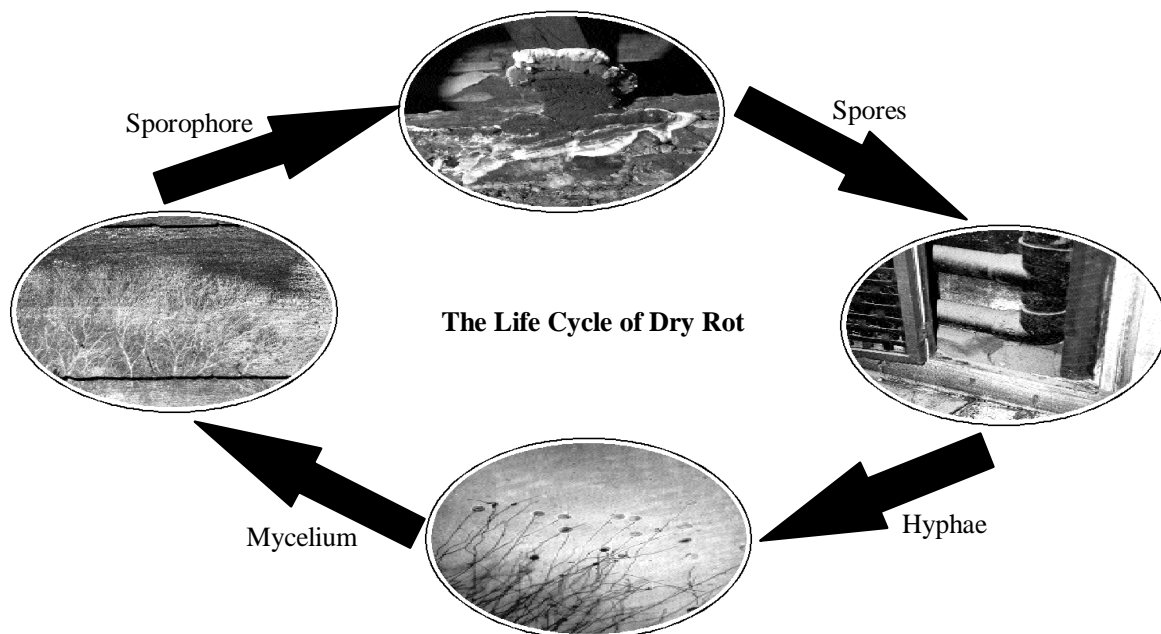 Sporophore
Spores
The Life Cycle of Dry Rot
Mycelium
Hyphae